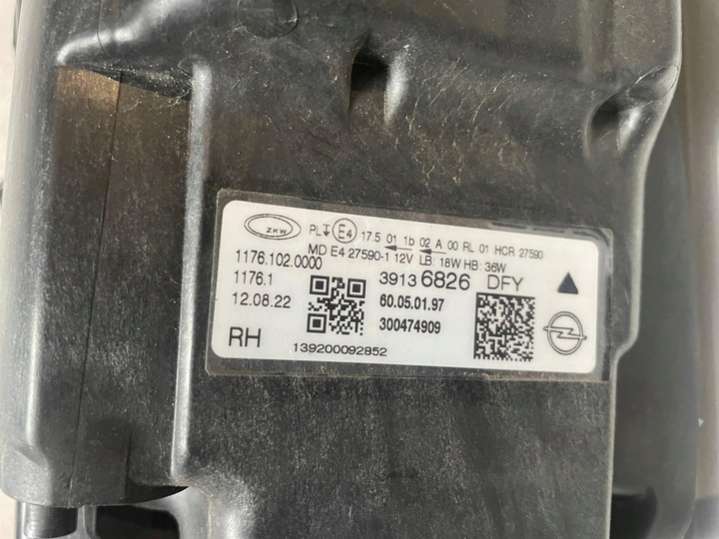 ZKW PL E4 17.5 01 1b 02 A 00 RL 01 HCR 27590
MD E4 27590-1 12V LB: 18W HB: 36W
1176.102.0000
39136826 DFY
1176.1
60.05.01.97
12.08.22
300474909
RH
139200092852